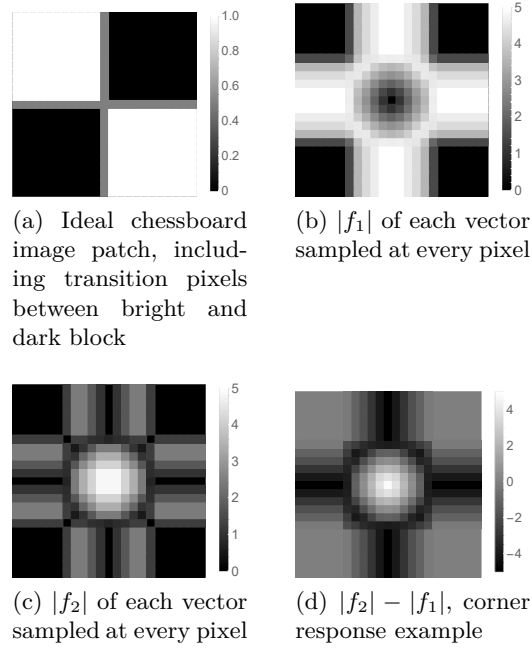 1.0
0.8
0.6
0.4
0.2
0
5
4
3
2
1
0
(a) Ideal chessboard
image patch, includ-
ing transition pixels
between bright and
dark block
(b) |f1| of each vector
sampled at every pixel
5
4
3
2
1
0
4
2
0
−2
−4
(c) |f2| of each vector
sampled at every pixel
(d) |f2| − |f1|, corner
response example